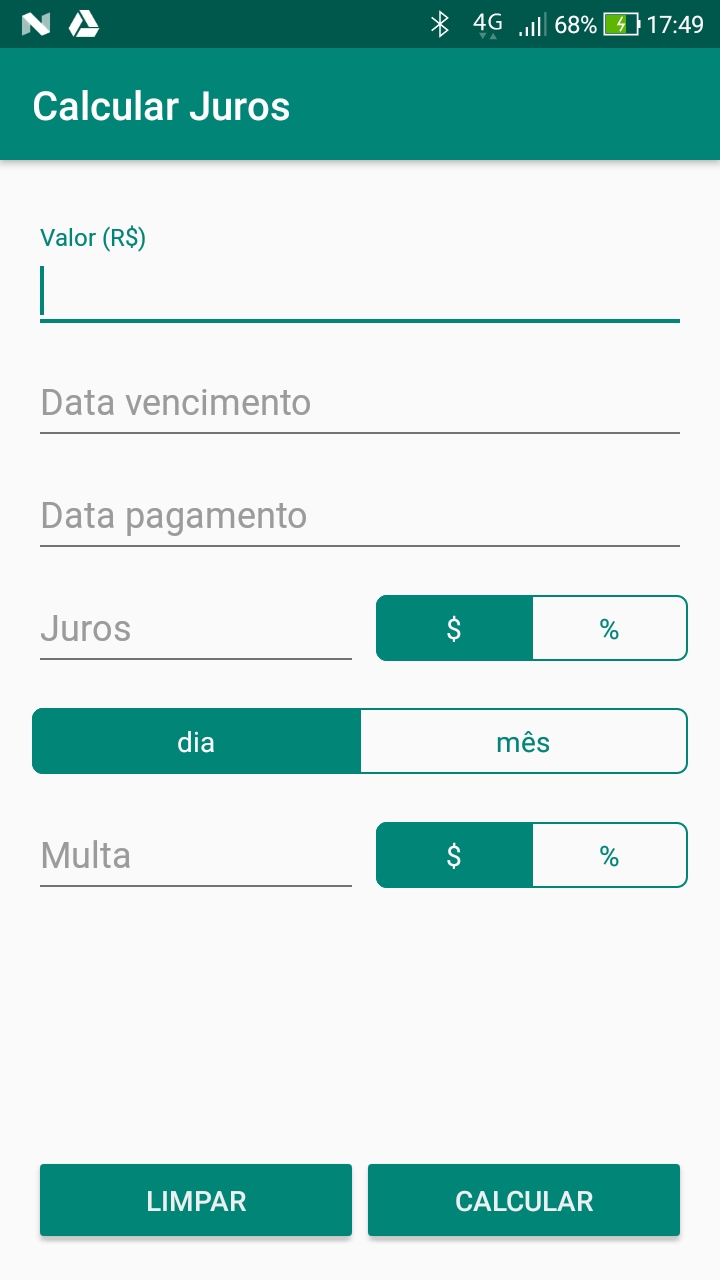 4G 68% 17:49
Calcular Juros
Valor (R$)
Data vencimento
Data pagamento
Juros $ %
dia mês
Multa $ %
LIMPAR CALCULAR